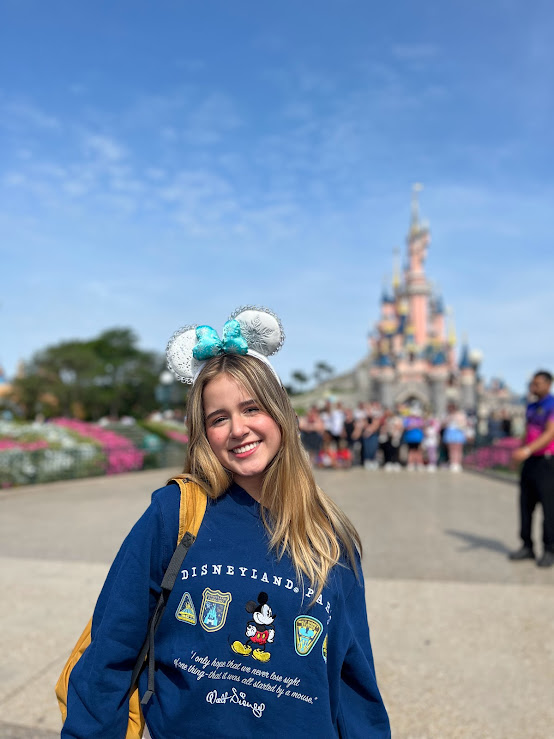 DISNEYLAND® PAR
"I only hope that we never lose sight
of one thing-that it was all started by a mouse."
Walt Disney